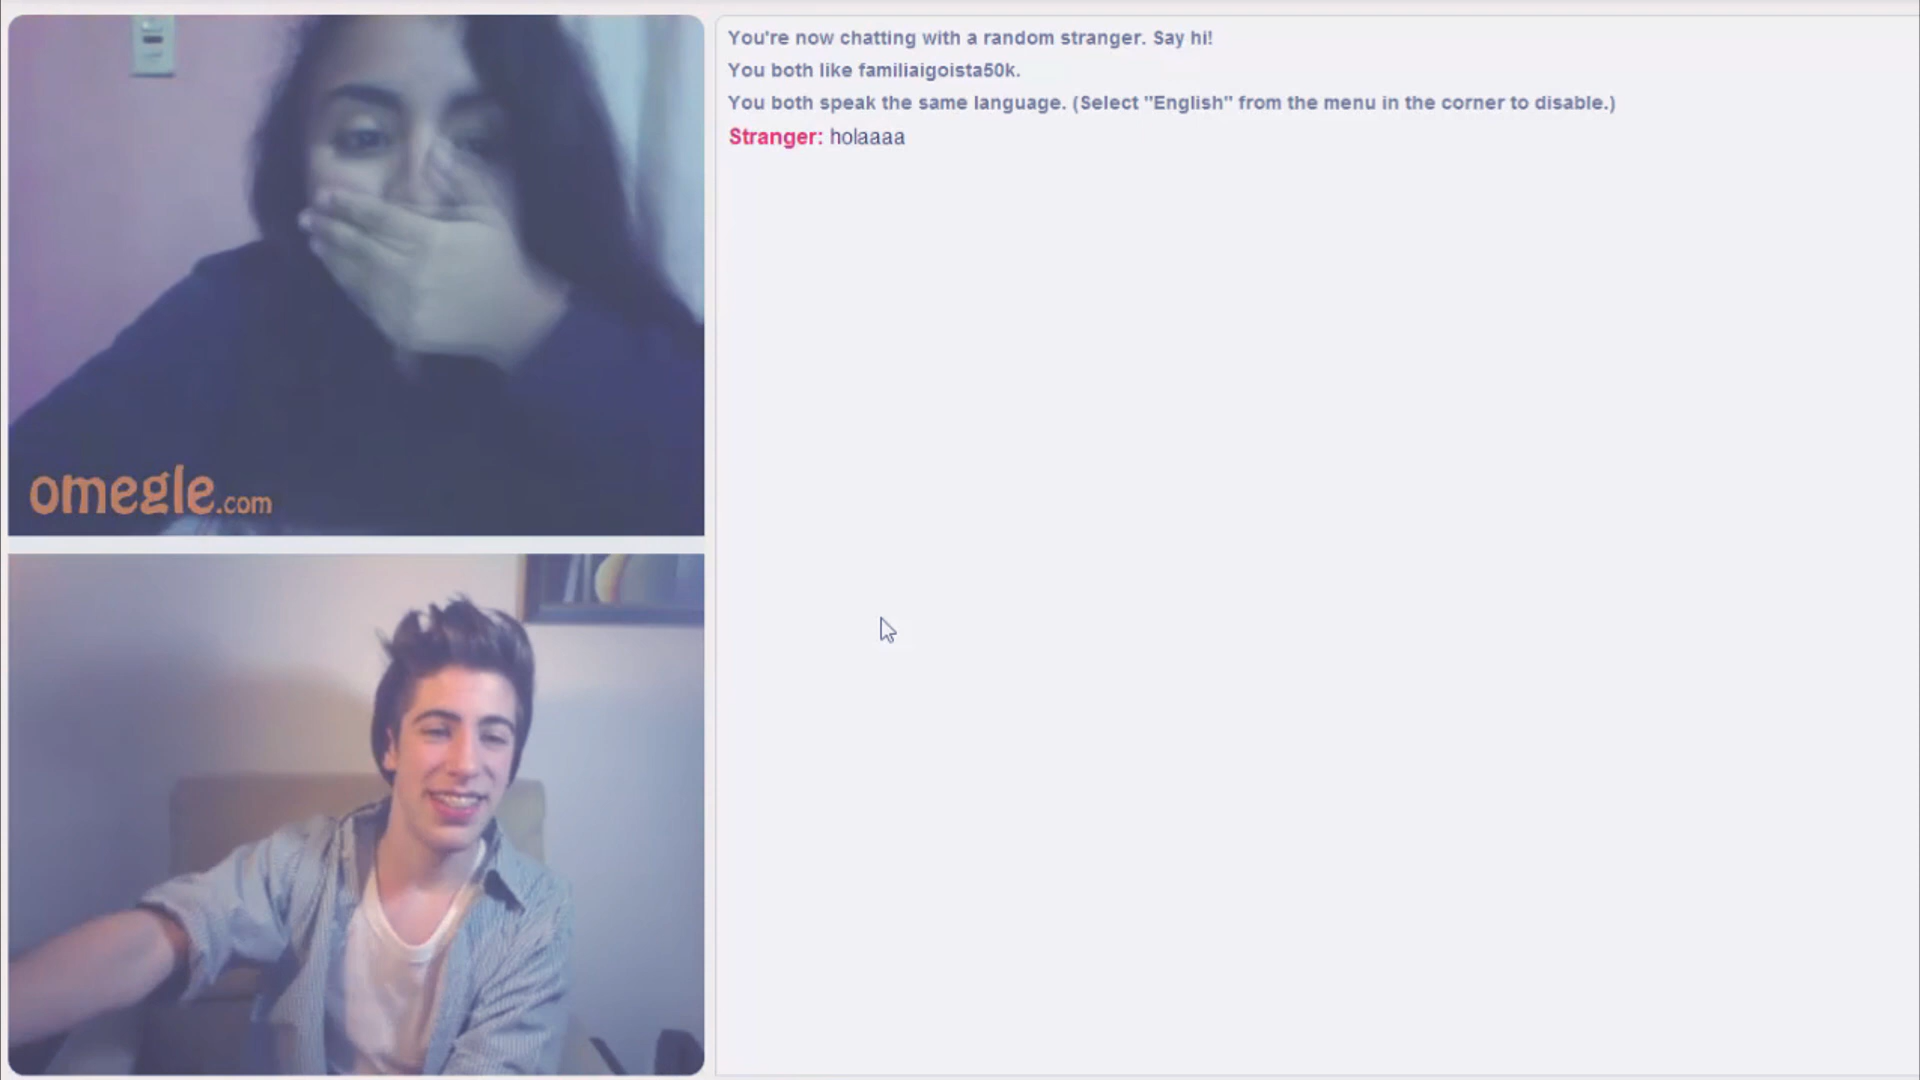 You're now chatting with a random stranger. Say hi!
You both like familiaigoista50k.
You both speak the same language. (Select "English" from the menu in the corner to disable.)
Stranger: holaaaa
omegle.com